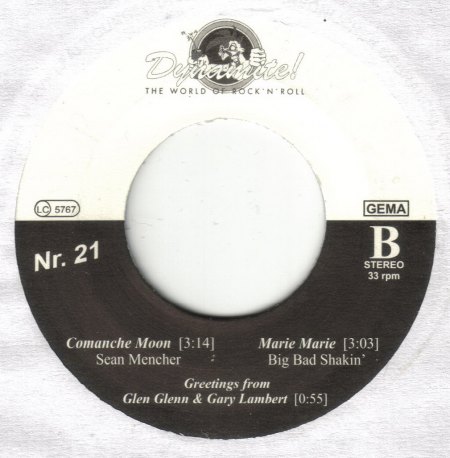 Dynamite!
THE WORLD OF ROCK'N'ROLL
LC 5767
GEMA
Nr. 21
B
STEREO
33 rpm
Comanche Moon [3:14]
Sean Mencher
Marie Marie [3:03]
Big Bad Shakin'
Greetings from
Glen Glenn & Gary Lambert [0:55]